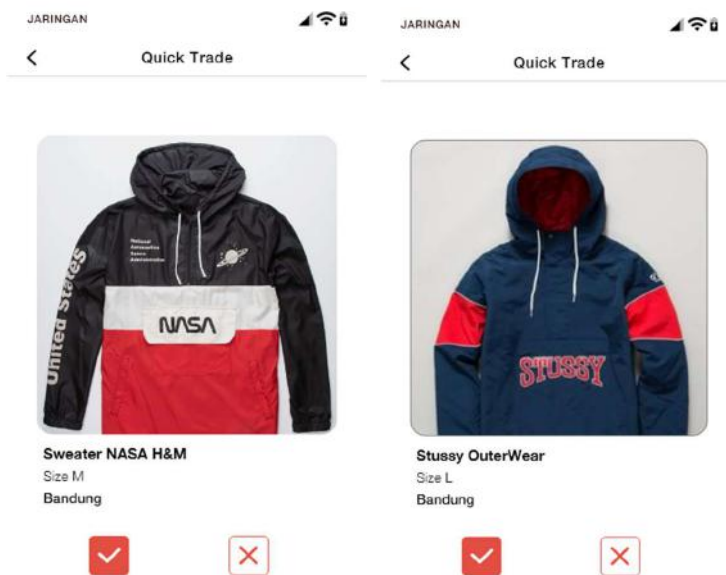 JARINGAN
Quick Trade
National
Aeronautics
Space
Administration
United States
NASA
Sweater NASA H&M
Size M
Bandung
JARINGAN
Quick Trade
STUSSY
Stussy OuterWear
Size L
Bandung